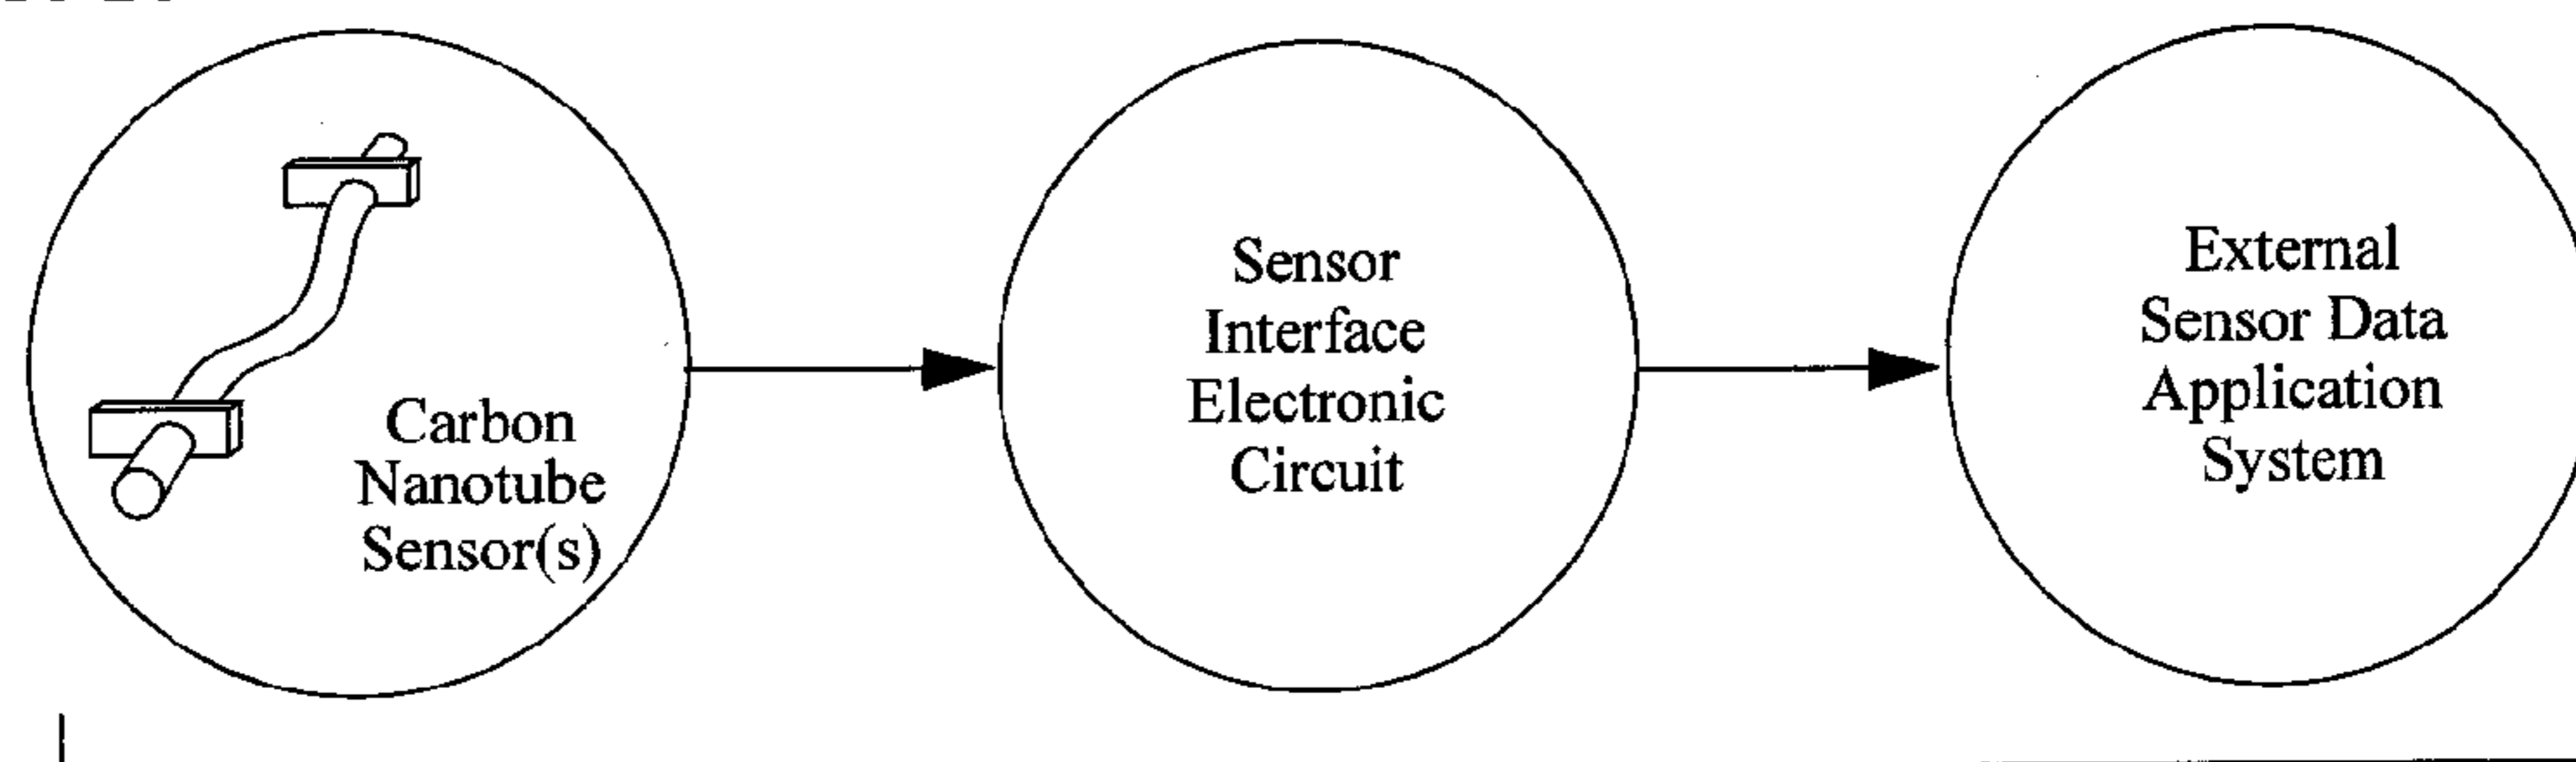 Carbon
Nanotube
Sensor(s)
Sensor
Interface
Electronic
Circuit
External
Sensor Data
Application
System